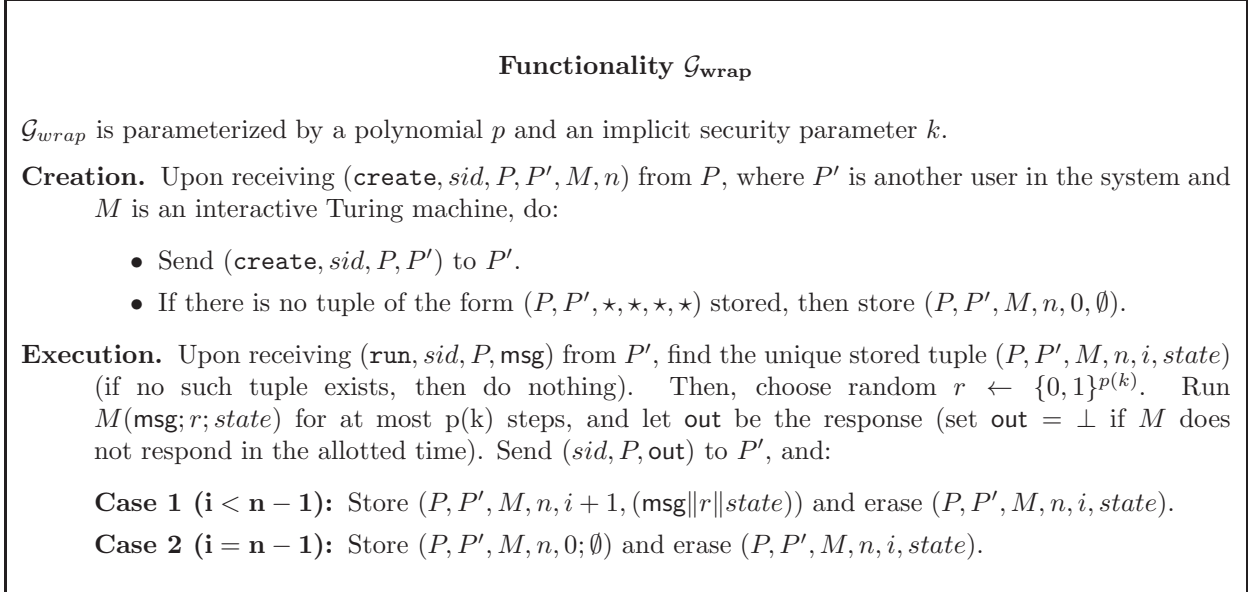 Functionality 𝒢wrap
𝒢wrap is parameterized by a polynomial p and an implicit security parameter k.
Creation. Upon receiving (create, sid, P, P′, M, n) from P, where P′ is another user in the system and
M is an interactive Turing machine, do:
• Send (create, sid, P, P′) to P′.
• If there is no tuple of the form (P, P′, ⋆, ⋆, ⋆, ⋆) stored, then store (P, P′, M, n, 0, ∅).
Execution. Upon receiving (run, sid, P, msg) from P′, find the unique stored tuple (P, P′, M, n, i, state)
(if no such tuple exists, then do nothing). Then, choose random r ← {0, 1}^{p(k)}. Run
M(msg; r; state) for at most p(k) steps, and let out be the response (set out = ⊥ if M does
not respond in the allotted time). Send (sid, P, out) to P′, and:
Case 1 (i < n − 1): Store (P, P′, M, n, i + 1, (msg∥r∥state)) and erase (P, P′, M, n, i, state).
Case 2 (i = n − 1): Store (P, P′, M, n, 0; ∅) and erase (P, P′, M, n, i, state).